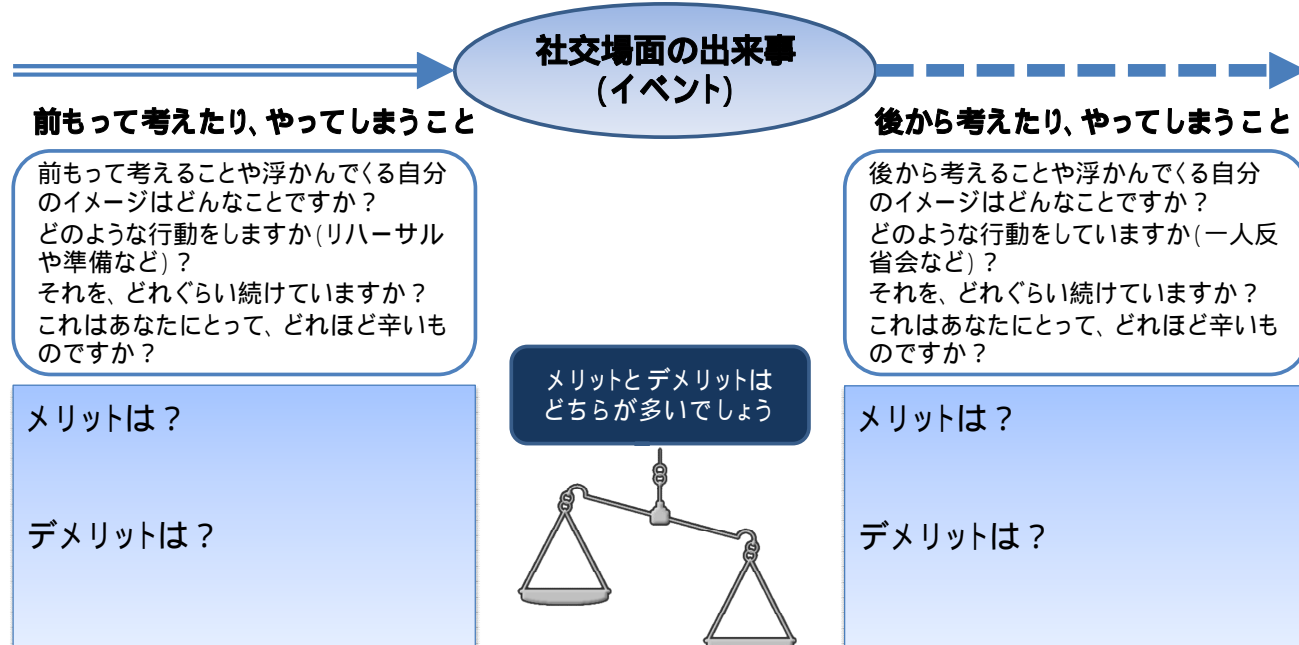 社交場面の出来事
(イベント)
前もって考えたり、やってしまうこと
前もって考えることや浮かんでくる自分
のイメージはどんなことですか?
どのような行動をしますか(リハーサル
や準備など)?
それを、どれぐらい続けていますか?
これはあなたにとって、どれほど辛いも
のですか?
メリットは?
デメリットは?
メリットとデメリットは
どちらが多いでしょう
後から考えたり、やってしまうこと
後から考えることや浮かんでくる自分
のイメージはどんなことですか?
どのような行動をしていますか(一人反
省会など)?
それを、どれぐらい続けていますか?
これはあなたにとって、どれほど辛いも
のですか?
メリットは?
デメリットは?